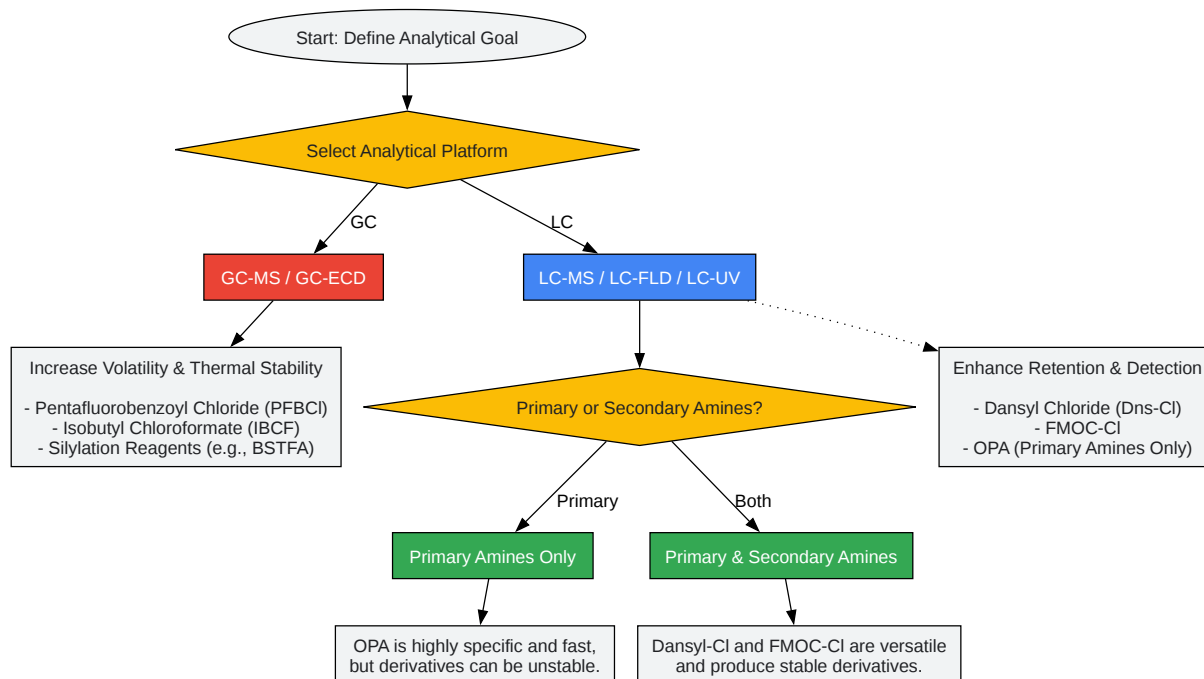 Start: Define Analytical Goal
Select Analytical Platform
GC
LC
GC-MS / GC-ECD
LC-MS / LC-FLD / LC-UV
Increase Volatility & Thermal Stability
- Pentafluorobenzoyl Chloride (PFBCl)
- Isobutyl Chloroformate (IBCF)
- Silylation Reagents (e.g., BSTFA)
Primary or Secondary Amines?
Enhance Retention & Detection
- Dansyl Chloride (Dns-Cl)
- FMOC-Cl
- OPA (Primary Amines Only)
Primary
Both
Primary Amines Only
Primary & Secondary Amines
OPA is highly specific and fast,
but derivatives can be unstable.
Dansyl-Cl and FMOC-Cl are versatile
and produce stable derivatives.